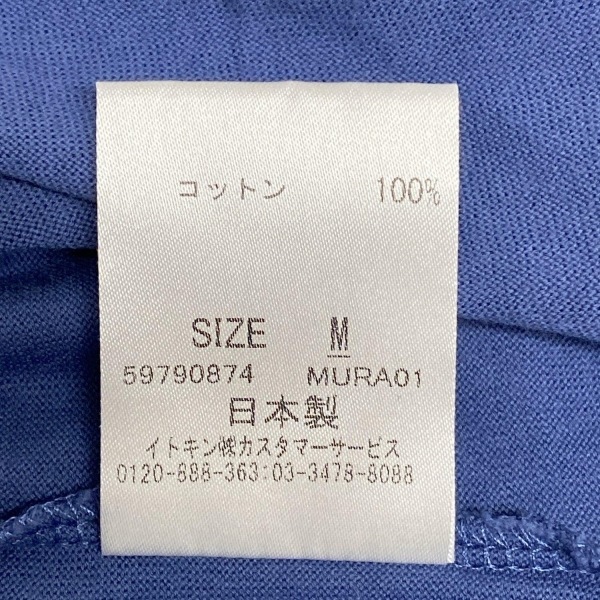 コットン 100%
SIZE M
59790874 MURA01
日本製
イトキン㈱カスタマーサービス
0120-888-363:03-3478-8088